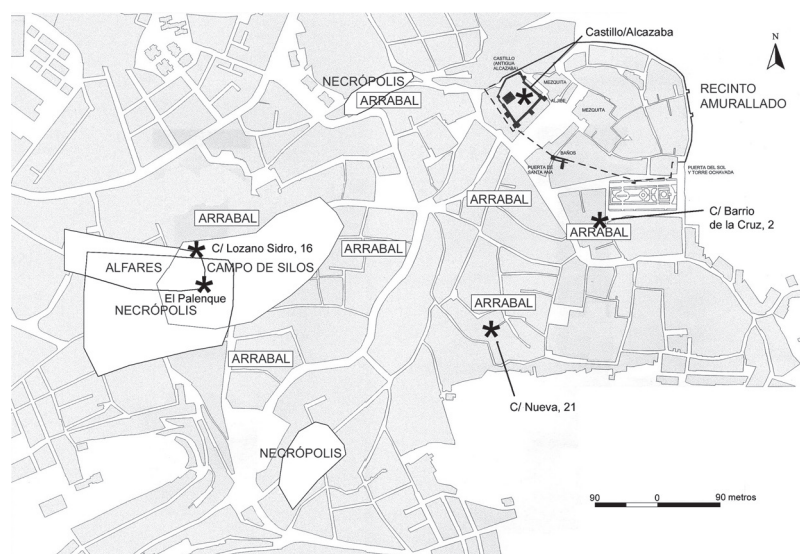 Castillo/Alcazaba
N
CASTILLO
(ANTIGUA
ALCAZABA)
MEZQUITA
RECINTO
AMURALLADO
NECRÓPOLIS
ARRABAL
ALJIBE
MEZQUITA
BAÑOS
PUERTA DE
SANTA ANA
PUERTA DEL SOL
Y TORRE OCHAVADA
ARRABAL
C/ Barrio
de la Cruz, 2
ARRABAL
ARRABAL
C/ Lozano Sidro, 16
ARRABAL
ALFARES
CAMPO DE SILOS
El Palenque
NECRÓPOLIS
ARRABAL
ARRABAL
C/ Nueva, 21
NECRÓPOLIS
90 0 90 metros